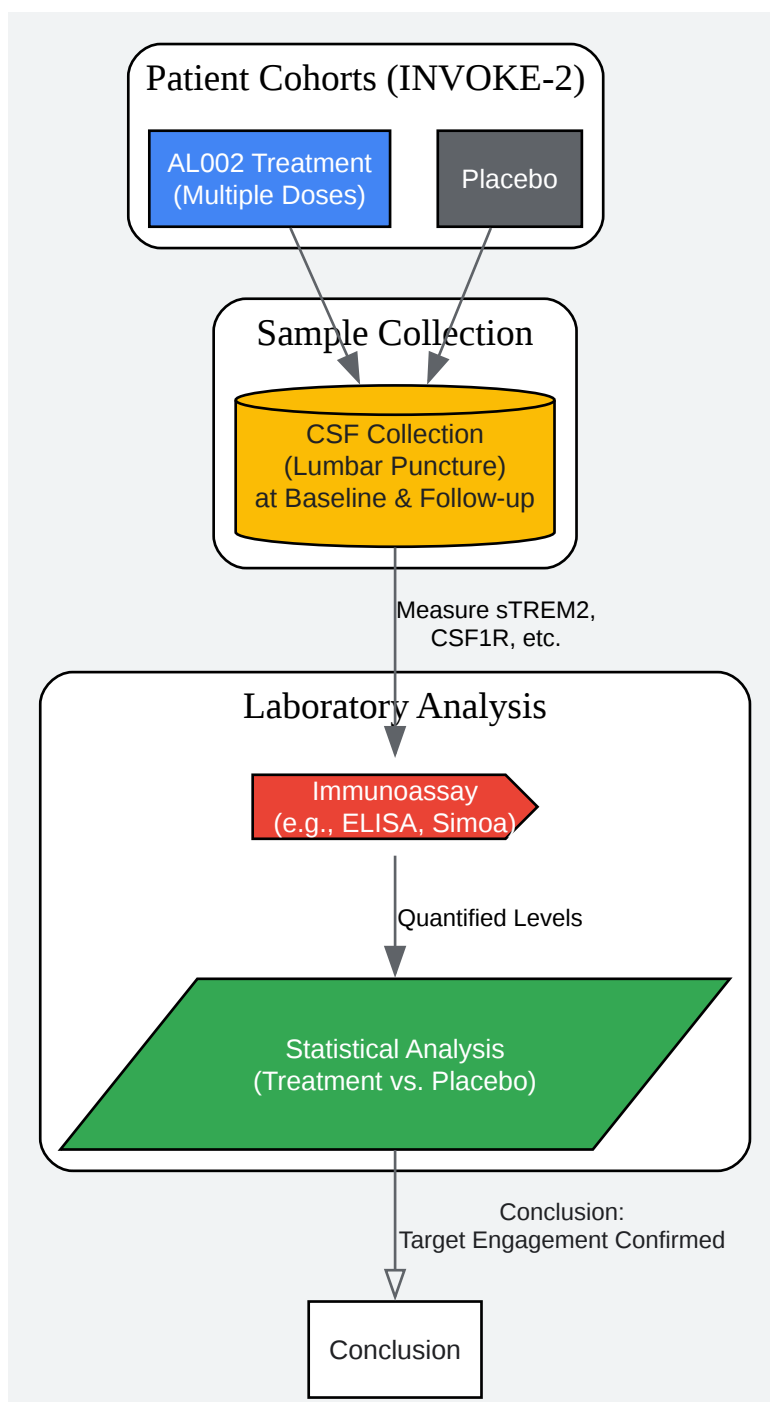 Patient Cohorts (INVOKE-2)
AL002 Treatment
(Multiple Doses)
Placebo
Sample Collection
CSF Collection
(Lumbar Puncture)
at Baseline & Follow-up
Measure sTREM2,
CSF1R, etc.
Laboratory Analysis
Immunoassay
(e.g., ELISA, Simoa)
Quantified Levels
Statistical Analysis
(Treatment vs. Placebo)
Conclusion:
Target Engagement Confirmed
Conclusion